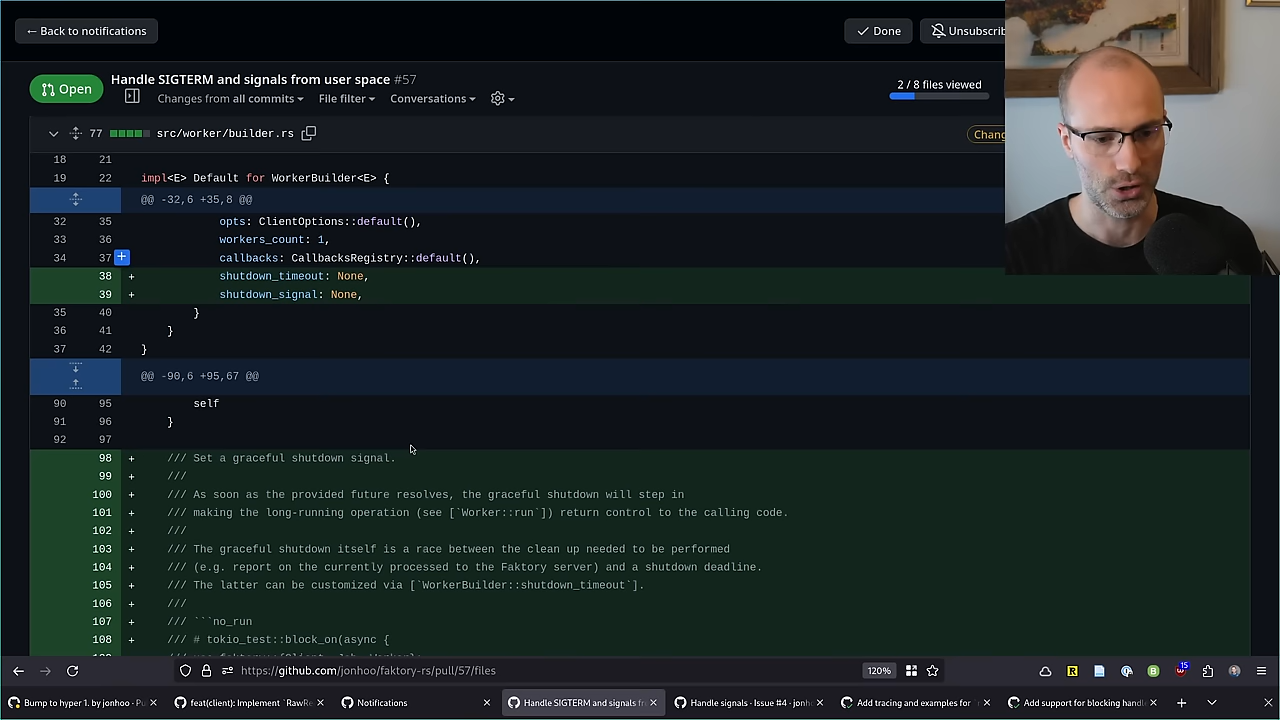 ← Back to notifications
Done
Unsubscrib
Open
Handle SIGTERM and signals from user space #57
Changes from all commits
File filter
Conversations
2 / 8 files viewed
77
src/worker/builder.rs
Chang
18 21
19 22 impl<E> Default for WorkerBuilder<E> {
@@ -32,6 +35,8 @@
32 35 opts: ClientOptions::default(),
33 36 workers_count: 1,
34 37 + callbacks: CallbacksRegistry::default(),
38 + shutdown_timeout: None,
39 + shutdown_signal: None,
35 40 }
36 41 }
37 42 }
@@ -90,6 +95,67 @@
90 95 self
91 96 }
92 97
98 + /// Set a graceful shutdown signal.
99 + ///
100 + /// As soon as the provided future resolves, the graceful shutdown will step in
101 + /// making the long-running operation (see [`Worker::run`]) return control to the calling code.
102 + ///
103 + /// The graceful shutdown itself is a race between the clean up needed to be performed
104 + /// (e.g. report on the currently processed to the Faktory server) and a shutdown deadline.
105 + /// The latter can be customized via [`WorkerBuilder::shutdown_timeout`].
106 + ///
107 + /// ```no_run
108 + /// # tokio_test::block_on(async {
https://github.com/jonhoo/faktory-rs/pull/57/files
120%
15
Bump to hyper 1. by jonhoo · Pu
feat(client): Implement `RawRe
Notifications
Handle SIGTERM and signals fr
Handle signals · Issue #4 · jonh
Add tracing and examples for
Add support for blocking handl